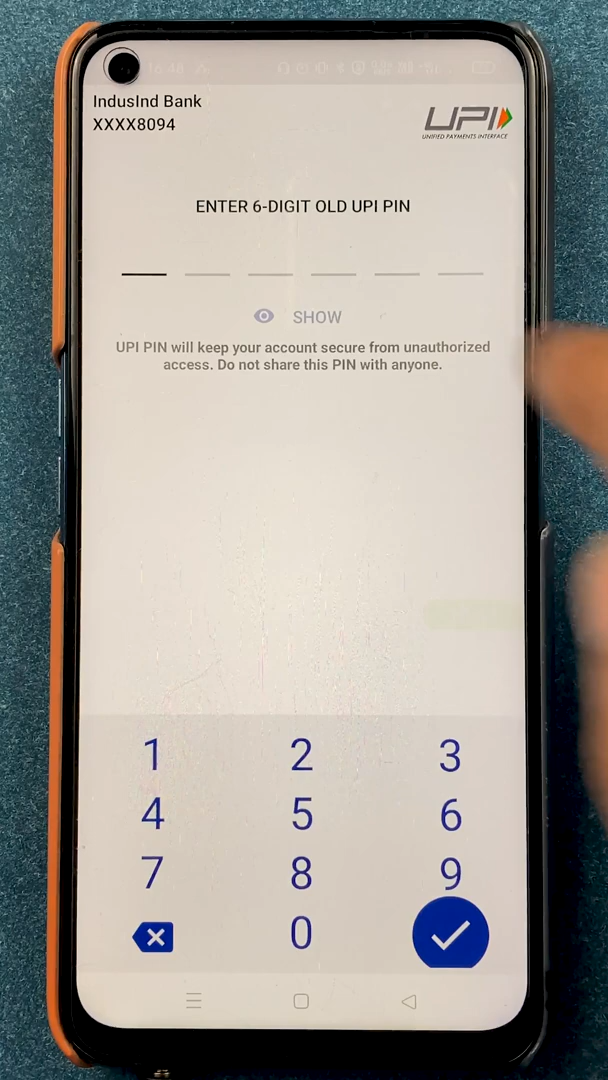 16:48
IndusInd Bank
XXXX8094
UPI
UNIFIED PAYMENTS INTERFACE
ENTER 6-DIGIT OLD UPI PIN
SHOW
UPI PIN will keep your account secure from unauthorized
access. Do not share this PIN with anyone.
1 2 3
4 5 6
7 8 9
0